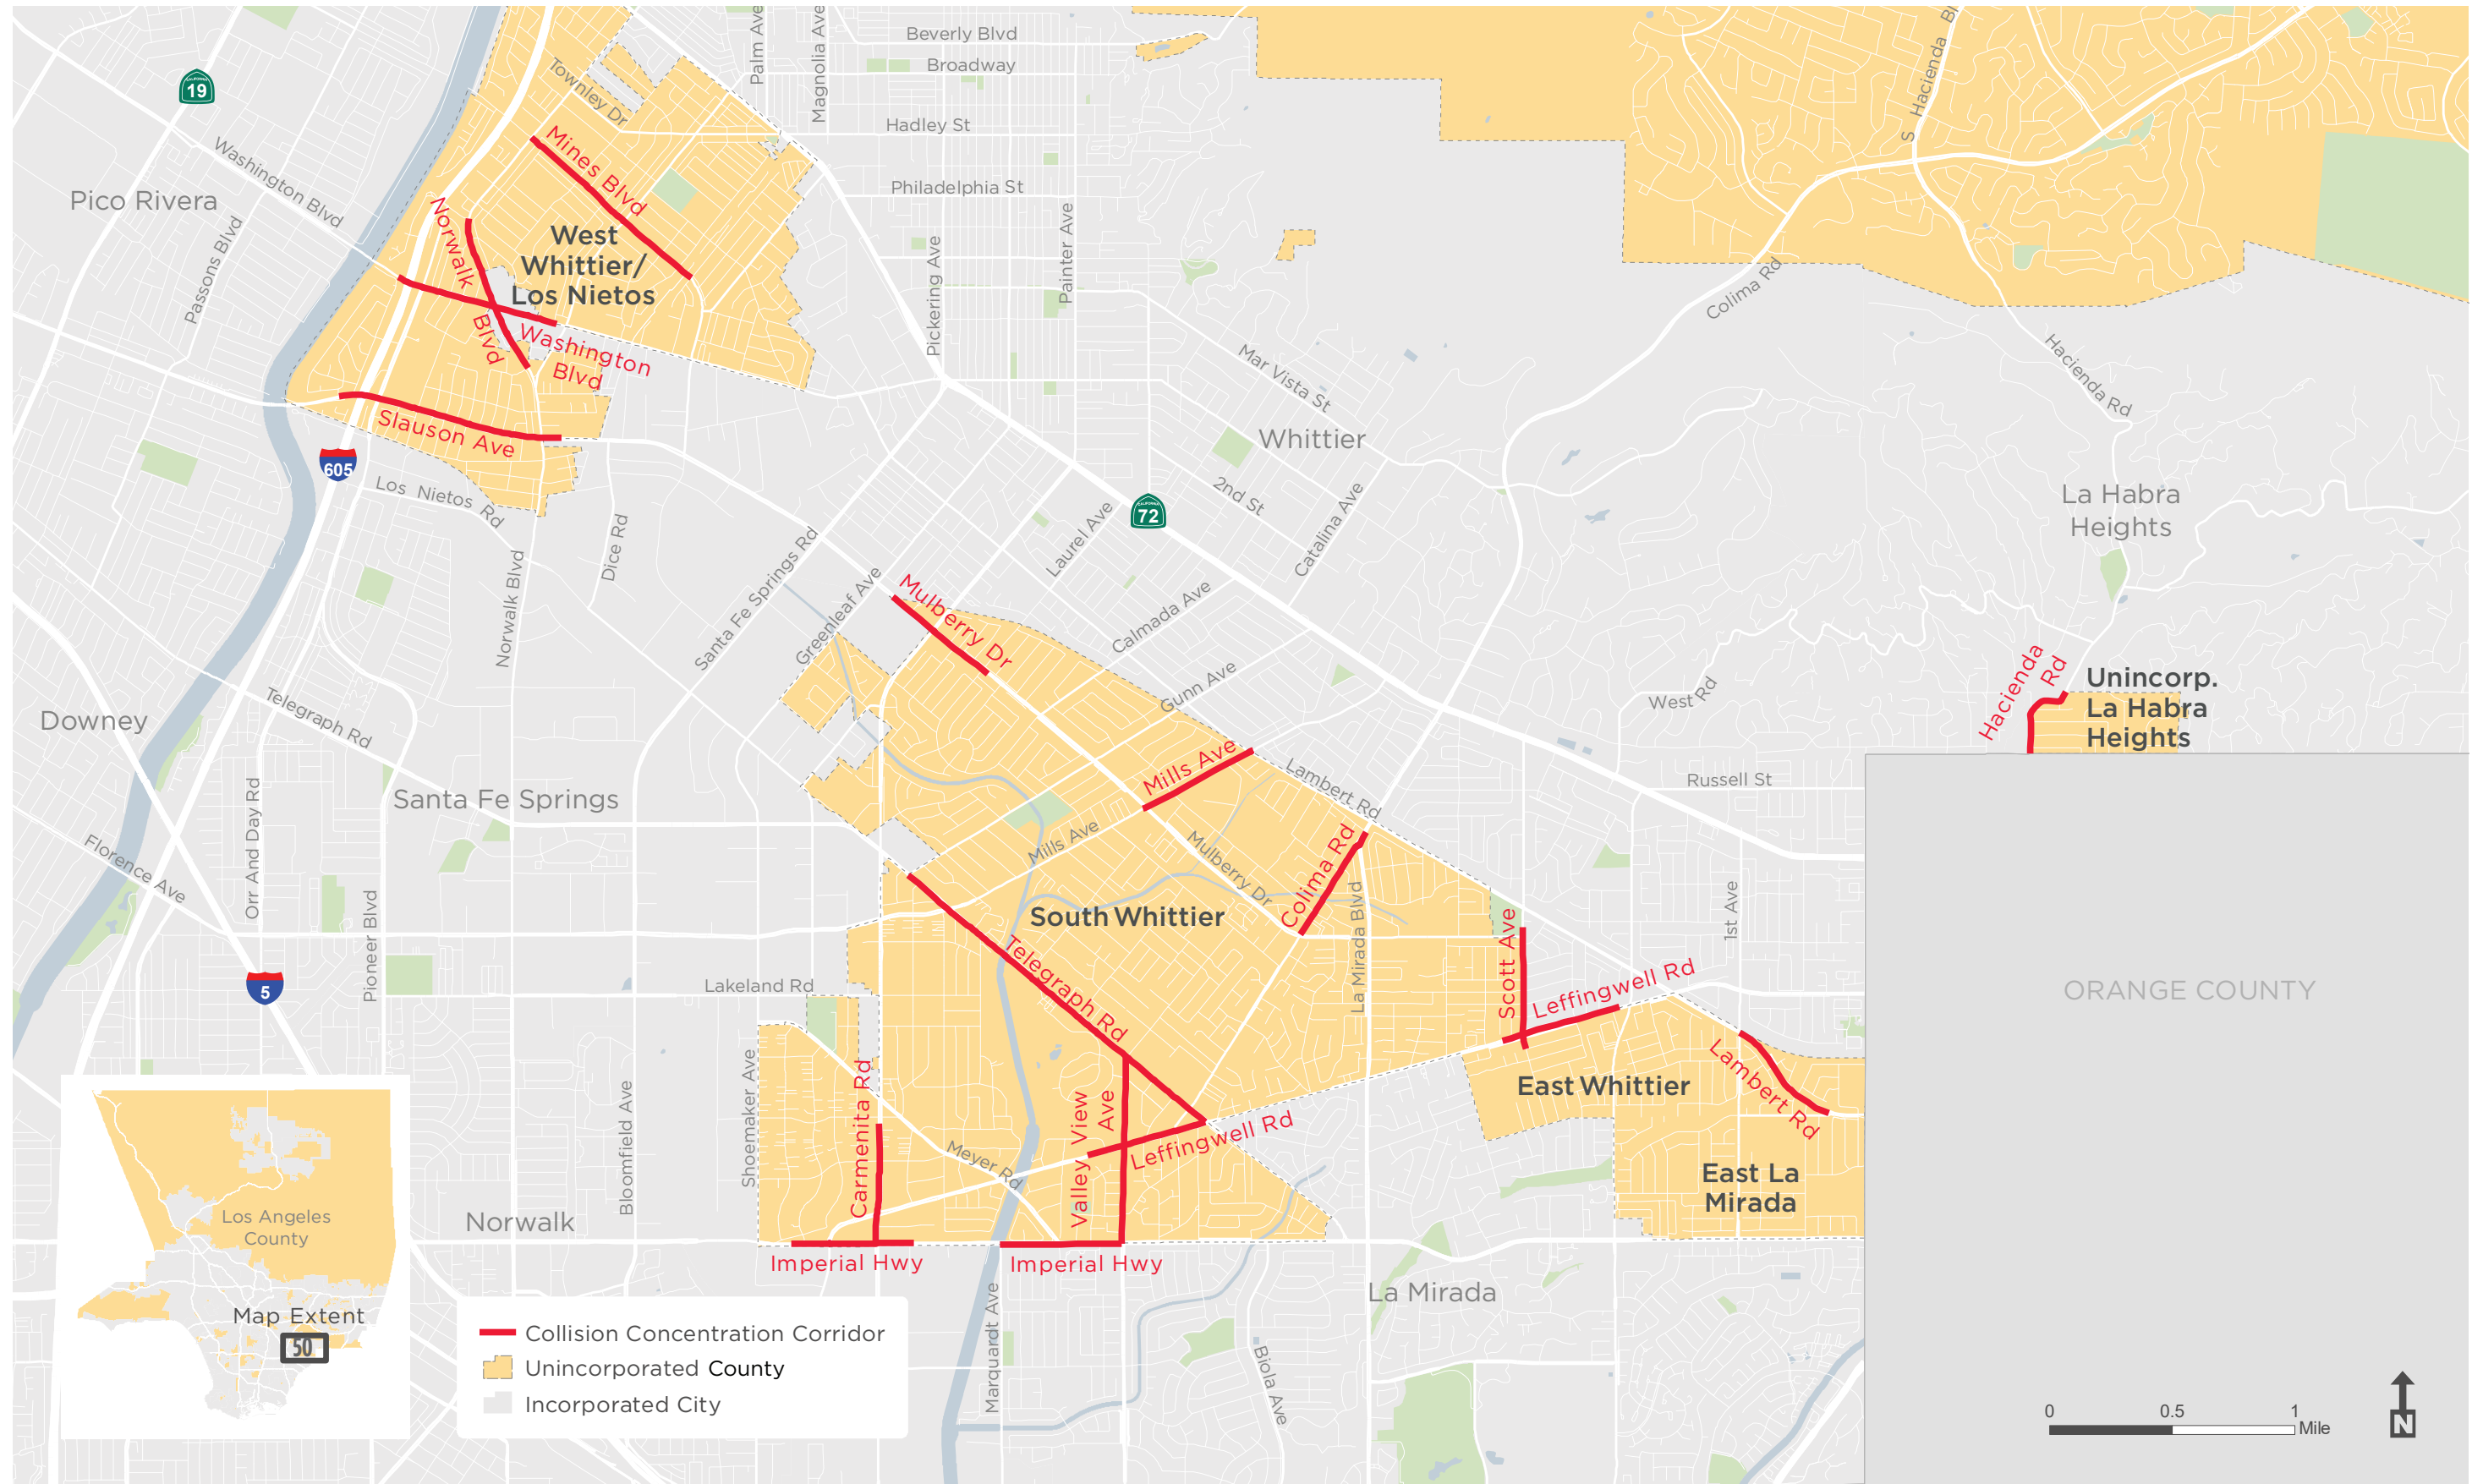 Beverly Blvd
Broadway
Palm Ave
Magnolia Ave
Townley Dr
Hadley St
S Hacienda Bl
CALIFORNIA
19
Washington Blvd
Mines Blvd
Philadelphia St
Pico Rivera
Passons Blvd
Norwalk
Blvd
West
Whittier/
Los Nietos
Painter Ave
Pickering Ave
Colima Rd
Washington
Blvd
Hacienda Rd
Mar Vista St
Slauson Ave
Whittier
605
Los Nietos Rd
2nd St
Catalina Ave
La Habra
Heights
CALIFORNIA
72
Laurel Ave
Dice Rd
Norwalk Blvd
Santa Fe Springs Rd
Greenleaf Ave
Mulberry Dr
Calmada Ave
Gunn Ave
West Rd
Hacienda
Rd
Unincorp.
La Habra
Heights
Downey
Telegraph Rd
Mills Ave
Lambert Rd
Russell St
Santa Fe Springs
Orr And Day Rd
Florence Ave
Mills Ave
Mulberry Dr
Colima Rd
La Mirada Blvd
1st Ave
Pioneer Blvd
South Whittier
Scott Ave
5
Lakeland Rd
Telegraph Rd
Leffingwell Rd
ORANGE COUNTY
Shoemaker Ave
Bloomfield Ave
Carmenita Rd
Valley View
Ave
East Whittier
Lambert Rd
Meyer Rd
Leffingwell Rd
East La
Mirada
Norwalk
Imperial Hwy
Imperial Hwy
La Mirada
Marquardt Ave
Biola Ave
Los Angeles
County
Map Extent
50
Collision Concentration Corridor
Unincorporated County
Incorporated City
0 0.5 1
Mile
N